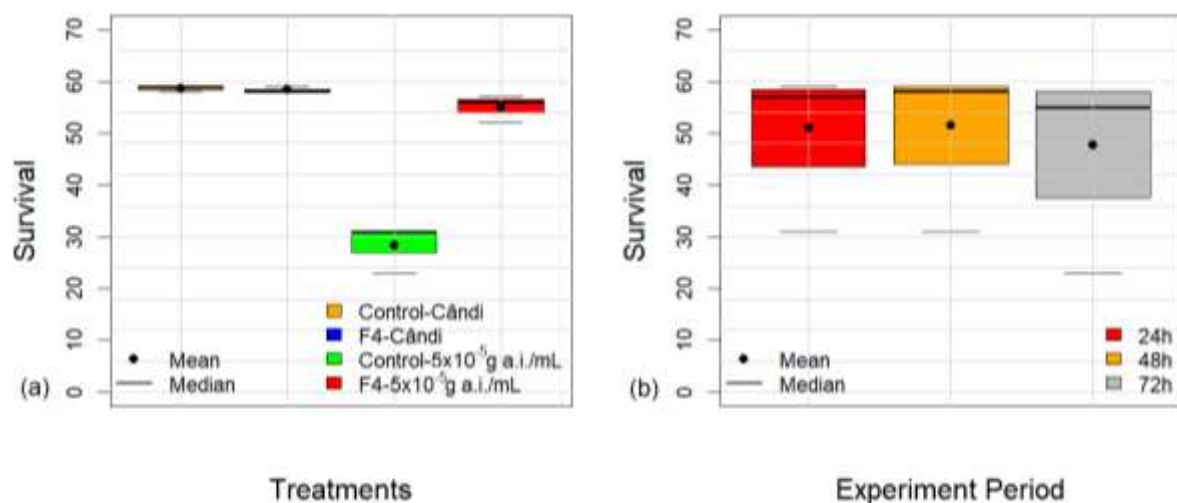 70
60
50
40
30
20
10
0
Survival
Control-Cândi
F4-Cândi
Control-5x10⁻⁵g a.i./mL
F4-5x10⁻⁵g a.i./mL
Mean
Median
(a)
Treatments
70
60
50
40
30
20
10
0
Survival
24h
48h
72h
Mean
Median
(b)
Experiment Period